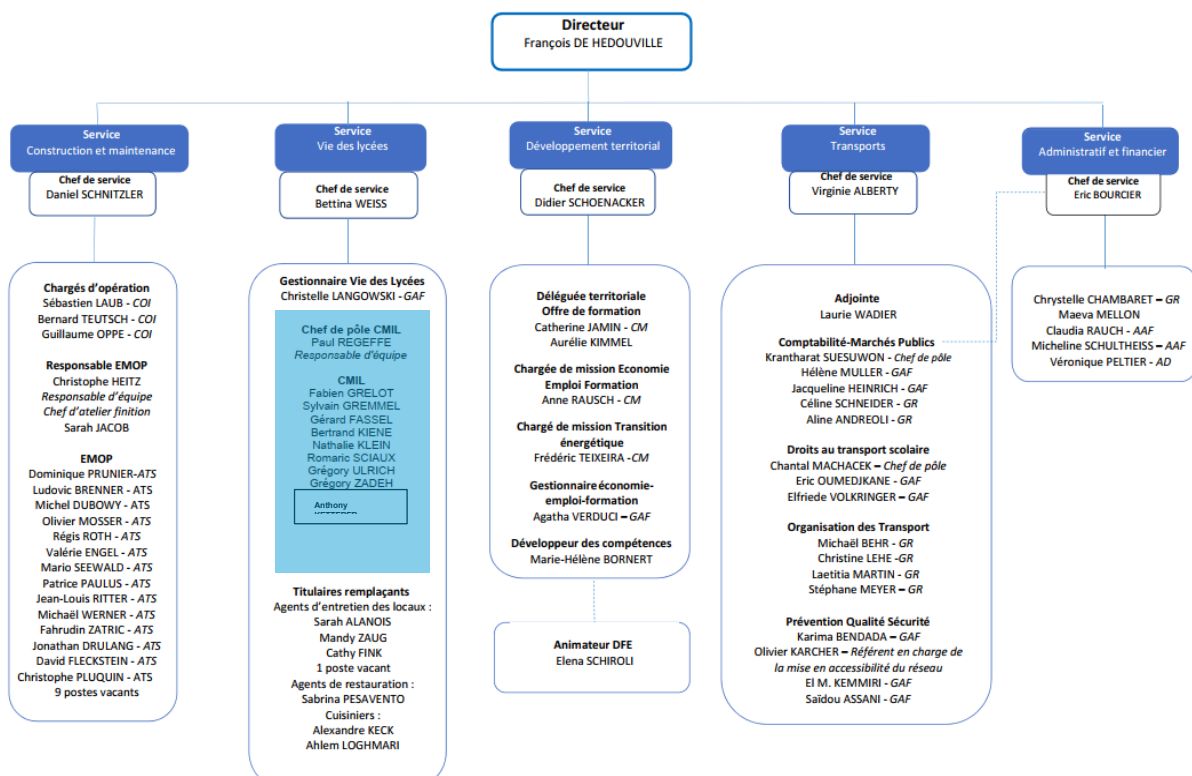 Directeur
François DE HEDOUVILLE
Service
Construction et maintenance
Chef de service
Daniel SCHNITZLER
Chargés d'opération
Sébastien LAUB - COI
Bernard TEUTSCH - COI
Guillaume OPPE - COI
Responsable EMOP
Christophe HEITZ
Responsable d'équipe
Chef d'atelier finition
Sarah JACOB
EMOP
Dominique PRUNIER-ATS
Ludovic BRENNER - ATS
Michel DUBOWY - ATS
Olivier MOSSER - ATS
Régis ROTH - ATS
Valérie ENGEL - ATS
Mario SEEWALD - ATS
Patrice PAULUS - ATS
Jean-Louis RITTER - ATS
Michaël WERNER - ATS
Fahrudin ZATRIC - ATS
Jonathan DRULANG - ATS
David FLECKSTEIN - ATS
Christophe PLUQUIN - ATS
9 postes vacants
Service
Vie des lycées
Chef de service
Bettina WEISS
Gestionnaire Vie des Lycées
Christelle LANGOWSKI - GAF
Chef de pôle CMIL
Paul REGEFFE
Responsable d'équipe
CMIL
Fabien GRELOT
Sylvain GREMMEL
Gérard FASSEL
Bertrand KIENE
Nathalie KLEIN
Romaric SCIAUX
Grégory ULRICH
Grégory ZADEH
Anthony
Titulaires remplaçants
Agents d'entretien des locaux :
Sarah ALANOIS
Mandy ZAUG
Cathy FINK
1 poste vacant
Agents de restauration :
Sabrina PESAVENTO
Cuisiniers :
Alexandre KECK
Ahlem LOGHMARI
Service
Développement territorial
Chef de service
Didier SCHOENACKER
Déléguée territoriale
Offre de formation
Catherine JAMIN - CM
Aurélie KIMMEL
Chargée de mission Economie
Emploi Formation
Anne RAUSCH - CM
Chargé de mission Transition
énergétique
Frédéric TEIXEIRA -CM
Gestionnaire économie-
emploi-formation
Agatha VERDUCI – GAF
Développeur des compétences
Marie-Hélène BORNERT
Animateur DFE
Elena SCHIROLI
Service
Transports
Chef de service
Virginie ALBERTY
Adjointe
Laurie WADIER
Comptabilité-Marchés Publics
Krantharat SUESUWON - Chef de pôle
Hélène MULLER - GAF
Jacqueline HEINRICH - GAF
Céline SCHNEIDER - GR
Aline ANDREOLI - GR
Droits au transport scolaire
Chantal MACHACEK – Chef de pôle
Eric OUMEDJKANE - GAF
Elfriede VOLKRINGER - GAF
Organisation des Transport
Michaël BEHR - GR
Christine LEHE - GR
Laetitia MARTIN - GR
Stéphane MEYER – GR
Prévention Qualité Sécurité
Karima BENDADA – GAF
Olivier KARCHER – Référent en charge de
la mise en accessibilité du réseau
El M. KEMMIRI - GAF
Saïdou ASSANI - GAF
Service
Administratif et financier
Chef de service
Eric BOURCIER
Chrystelle CHAMBARET – GR
Maeva MELLON
Claudia RAUCH - AAF
Micheline SCHULTHEISS – AAF
Véronique PELTIER - AD